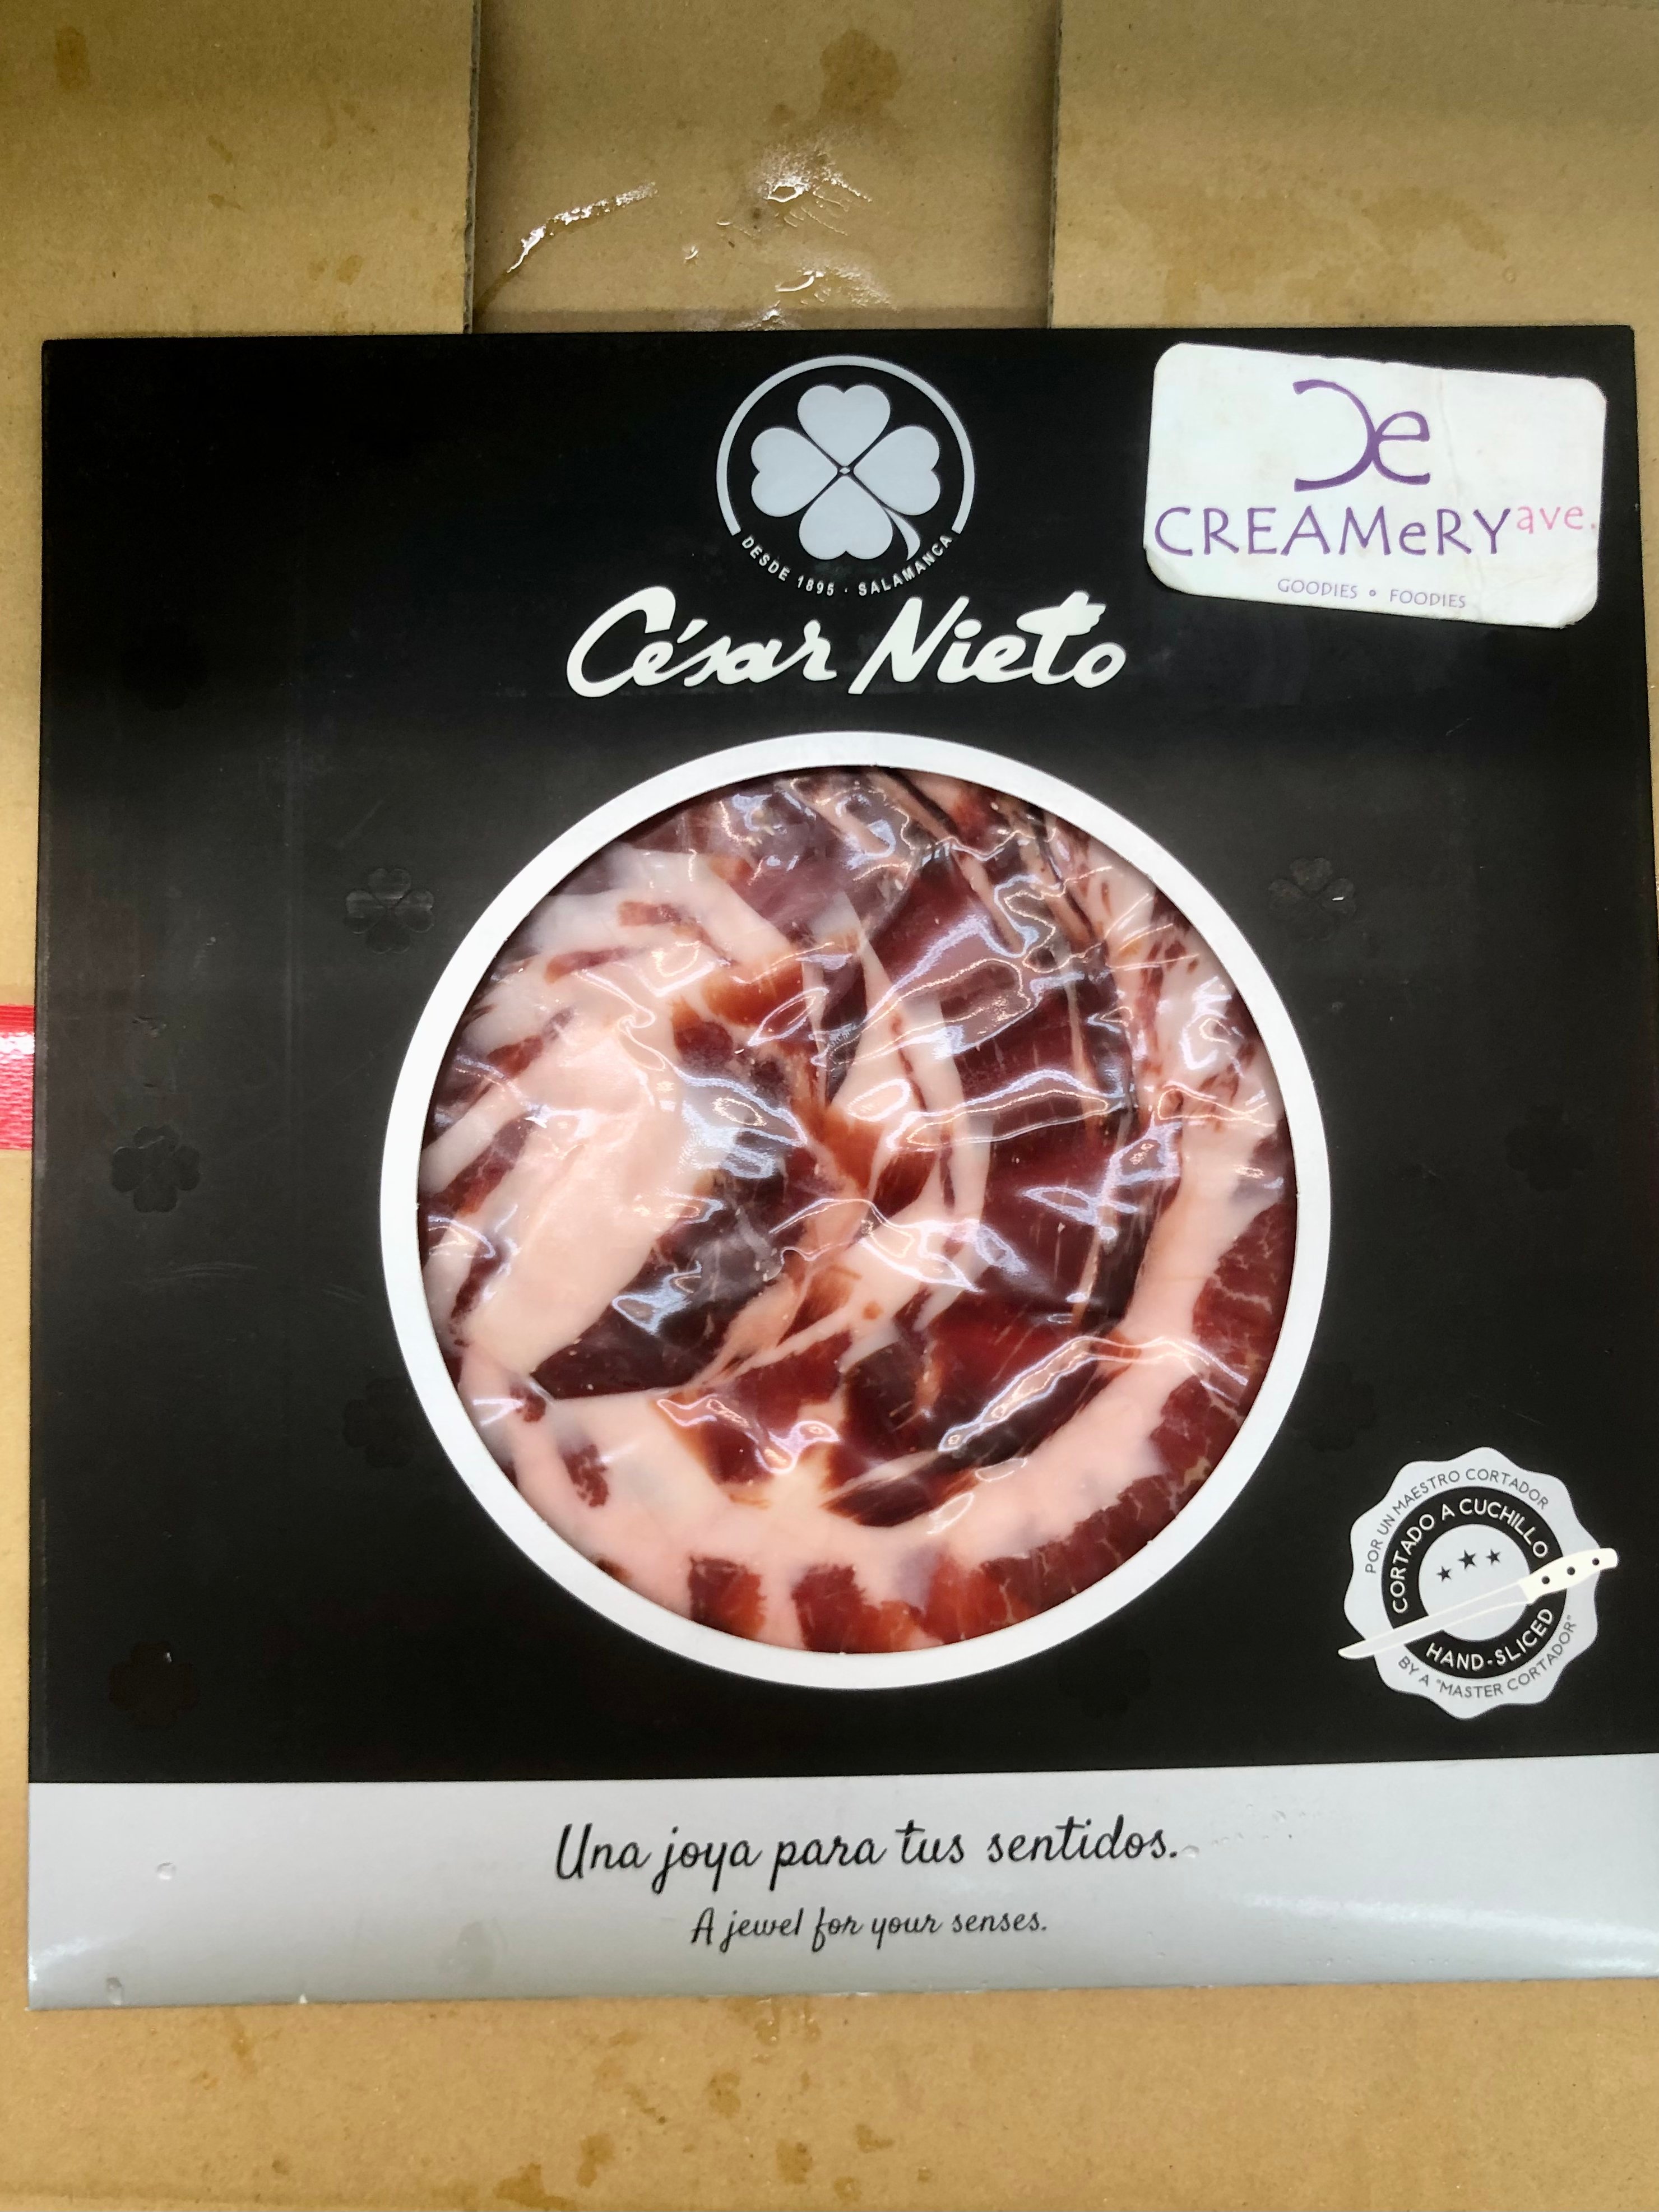 DESDE 1895 · SALAMANCA
César Nieto
CREAMeRY ave.
GOODIES • FOODIES
POR UN MAESTRO CORTADOR
CORTADO A CUCHILLO
HAND-SLICED
BY A "MASTER CORTADOR"
Una joya para tus sentidos.
A jewel for your senses.